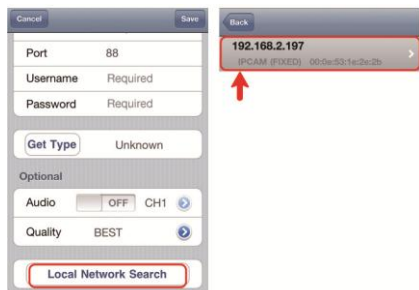 Cancel Save
Port 88
Username Required
Password Required
Get Type Unknown
Optional
Audio OFF CH1
Quality BEST
Local Network Search
Back
192.168.2.197
IPCAM (FIXED) 00:0e:53:1e:2e:2b